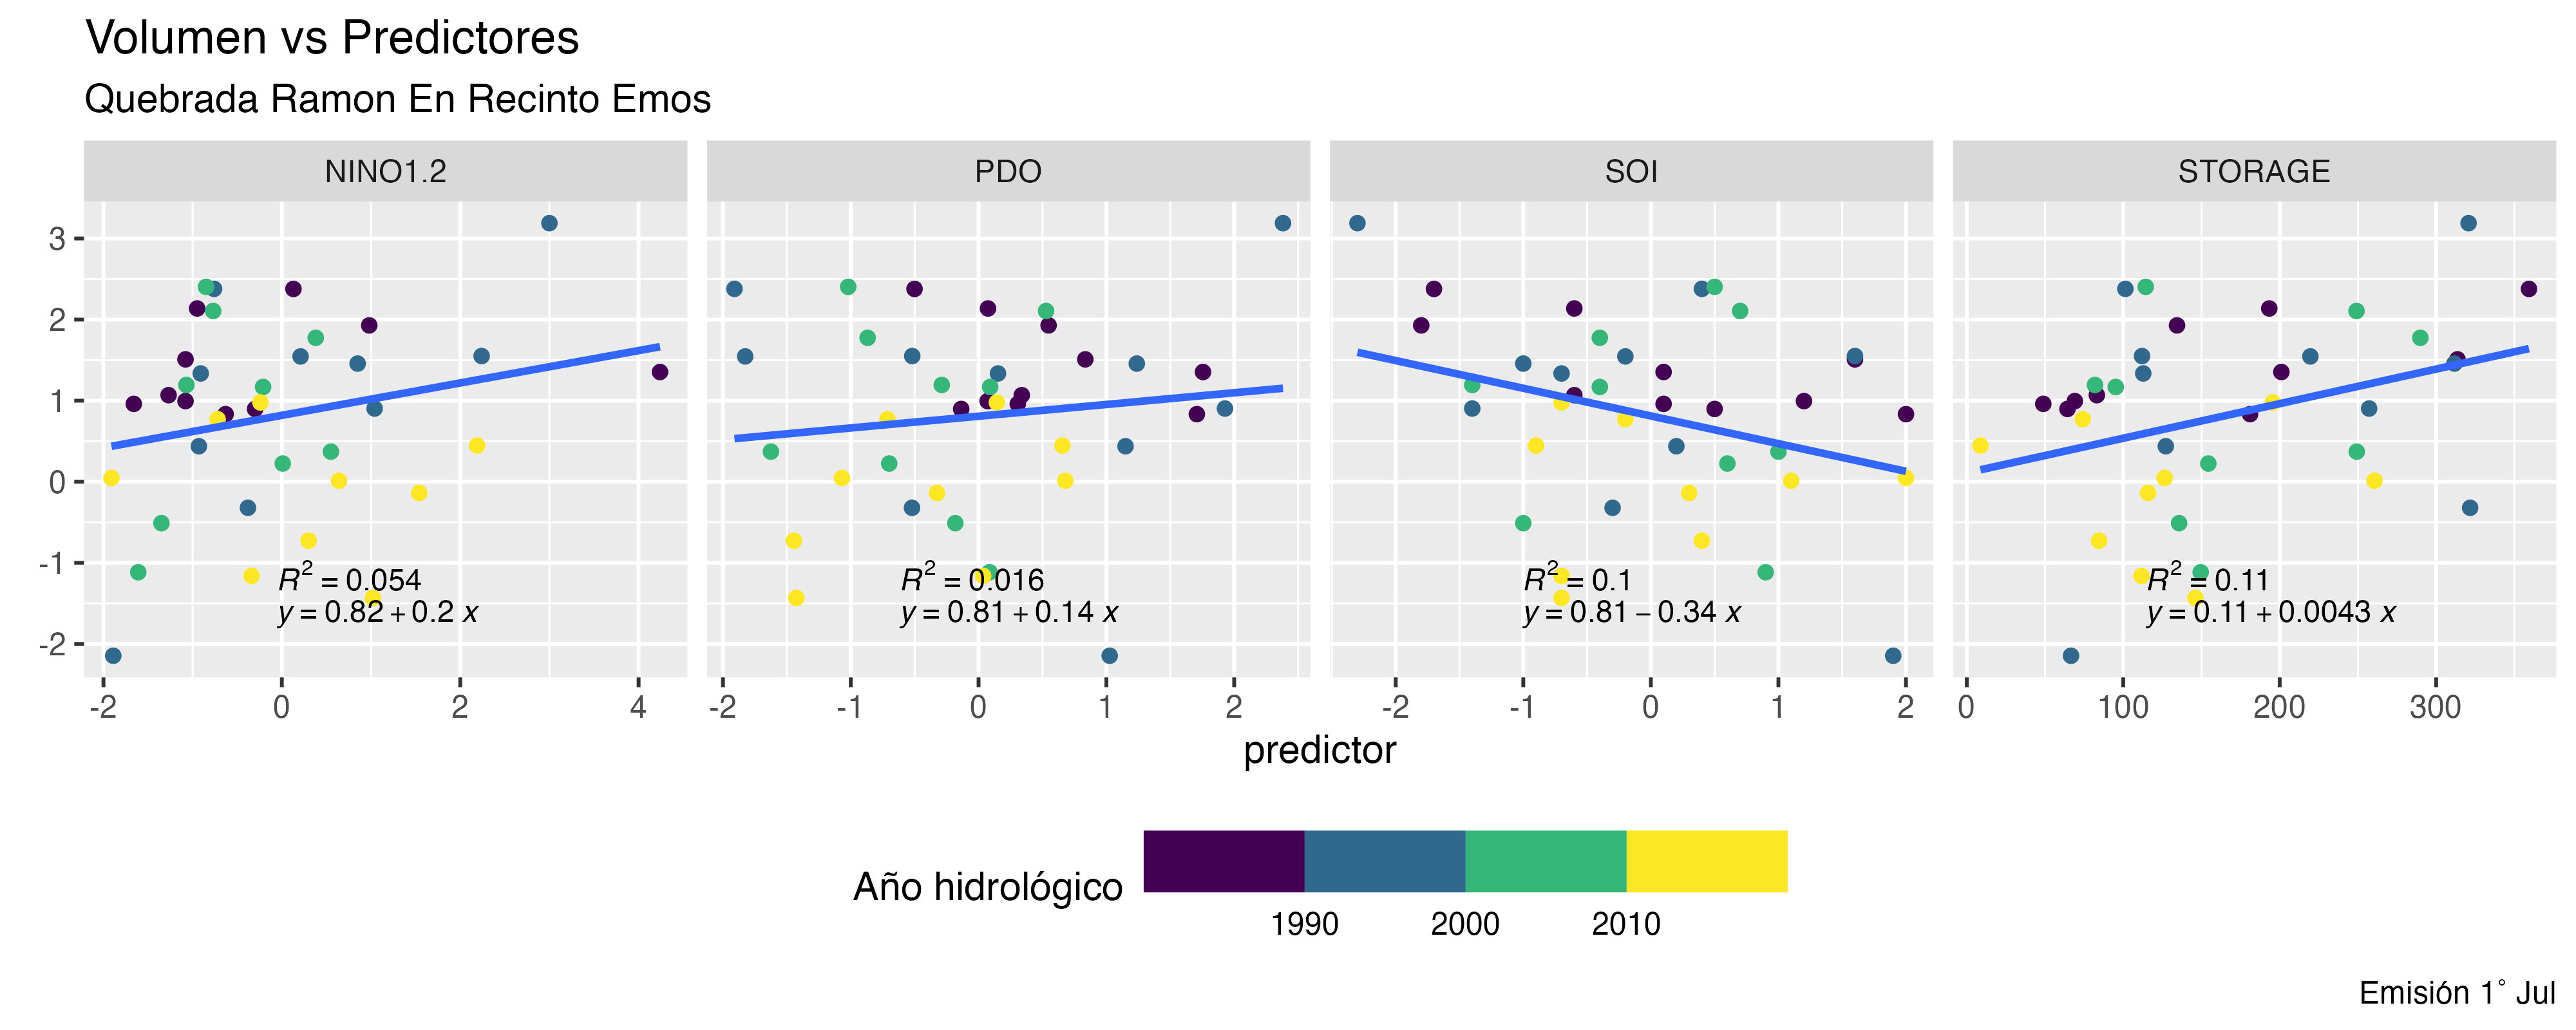 Volumen vs Predictores
Quebrada Ramon En Recinto Emos
NINO1.2 PDO SOI STORAGE
3
2
1
0
-1
-2
R² = 0.054 R² = 0.016 R² = 0.1 R² = 0.11
y = 0.82 + 0.2 x y = 0.81 + 0.14 x y = 0.81 − 0.34 x y = 0.11 + 0.0043 x
-2 0 2 4 -2 -1 0 1 2 -2 -1 0 1 2 0 100 200 300
predictor
Año hidrológico
1990 2000 2010
Emisión 1° Jul